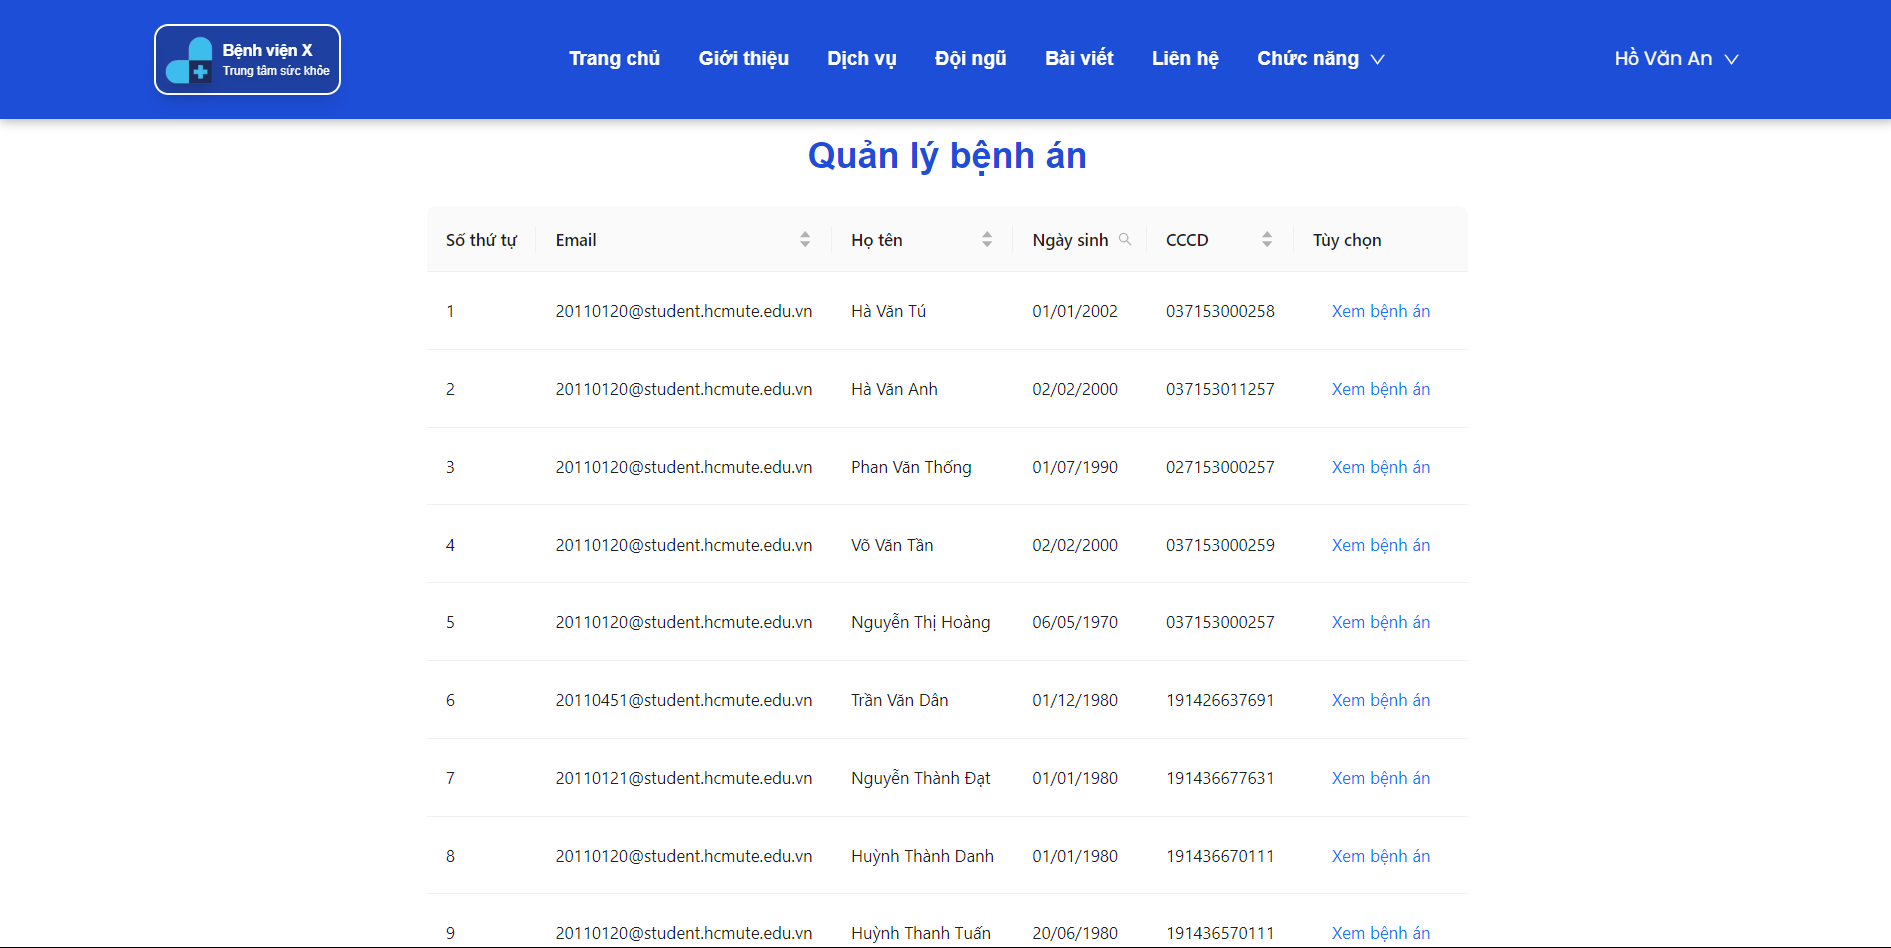 Bệnh viện X
Trung tâm sức khỏe
Trang chủ Giới thiệu Dịch vụ Đội ngũ Bài viết Liên hệ Chức năng Hồ Văn An
Quản lý bệnh án
Số thứ tự Email Họ tên Ngày sinh CCCD Tùy chọn
1 20110120@student.hcmute.edu.vn Hà Văn Tú 01/01/2002 037153000258 Xem bệnh án
2 20110120@student.hcmute.edu.vn Hà Văn Anh 02/02/2000 037153011257 Xem bệnh án
3 20110120@student.hcmute.edu.vn Phan Văn Thống 01/07/1990 027153000257 Xem bệnh án
4 20110120@student.hcmute.edu.vn Võ Văn Tần 02/02/2000 037153000259 Xem bệnh án
5 20110120@student.hcmute.edu.vn Nguyễn Thị Hoàng 06/05/1970 037153000257 Xem bệnh án
6 20110451@student.hcmute.edu.vn Trần Văn Dân 01/12/1980 191426637691 Xem bệnh án
7 20110121@student.hcmute.edu.vn Nguyễn Thành Đạt 01/01/1980 191436677631 Xem bệnh án
8 20110120@student.hcmute.edu.vn Huỳnh Thành Danh 01/01/1980 191436670111 Xem bệnh án
9 20110120@student.hcmute.edu.vn Huỳnh Thanh Tuấn 20/06/1980 191436570111 Xem bệnh án